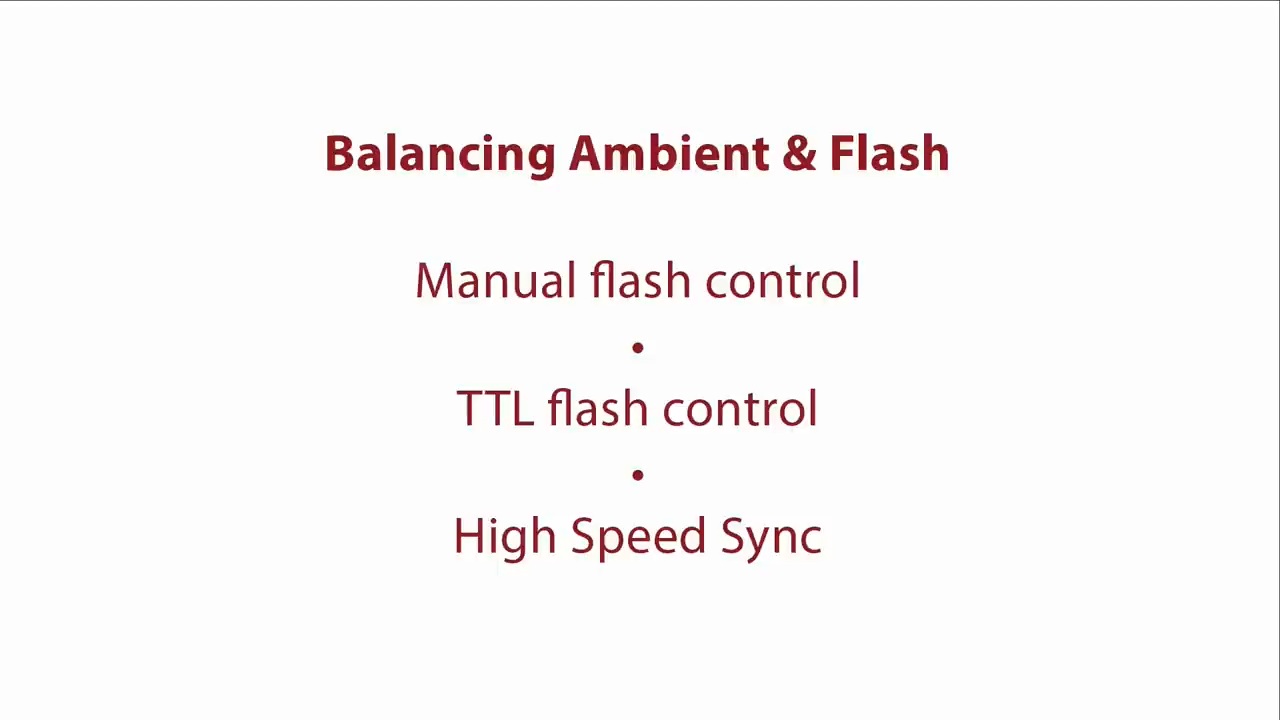 Balancing Ambient & Flash
Manual flash control
•
TTL flash control
•
High Speed Sync